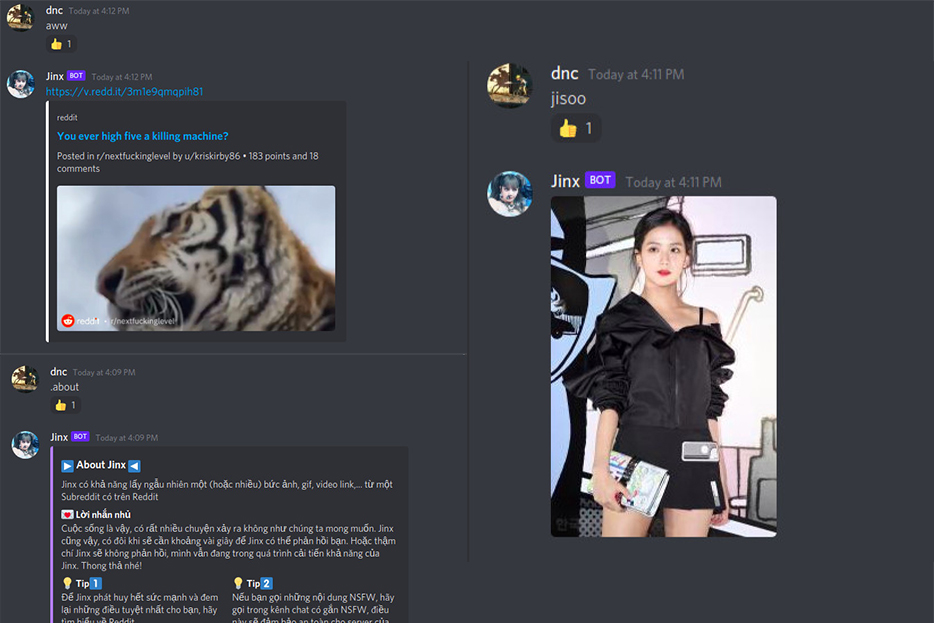 dnc Today at 4:12 PM
aww
1
Jinx BOT Today at 4:12 PM
https://v.redd.it/3m1e9qmqpih81
reddit
You ever high five a killing machine?
Posted in r/nextfuckinglevel by u/kriskirby86 • 183 points and 18
comments
reddit • r/nextfuckinglevel
dnc Today at 4:09 PM
.about
1
Jinx BOT Today at 4:09 PM
About Jinx
Jinx có khả năng lấy ngẫu nhiên một (hoặc nhiều) bức ảnh, gif, video link,... từ một
Subreddit có trên Reddit
Lời nhắn nhủ
Cuộc sống là vậy, có rất nhiều chuyện xảy ra không như chúng ta mong muốn. Jinx
cũng vậy, có đôi khi sẽ cần khoảng vài giây để Jinx có thể phản hồi bạn. Hoặc thậm
chí Jinx sẽ không phản hồi, mình vẫn đang trong quá trình cải tiến khả năng của
Jinx. Thong thả nhé!
Tip 1
Để Jinx phát huy hết sức mạnh và đem
lại những điều tuyệt nhất cho bạn, hãy
tìm hiểu về Reddit
Tip 2
Nếu bạn gọi những nội dung NSFW, hãy
gọi trong kênh chat có gắn NSFW, điều
này sẽ đảm bảo an toàn cho server của
dnc Today at 4:11 PM
jisoo
1
Jinx BOT Today at 4:11 PM